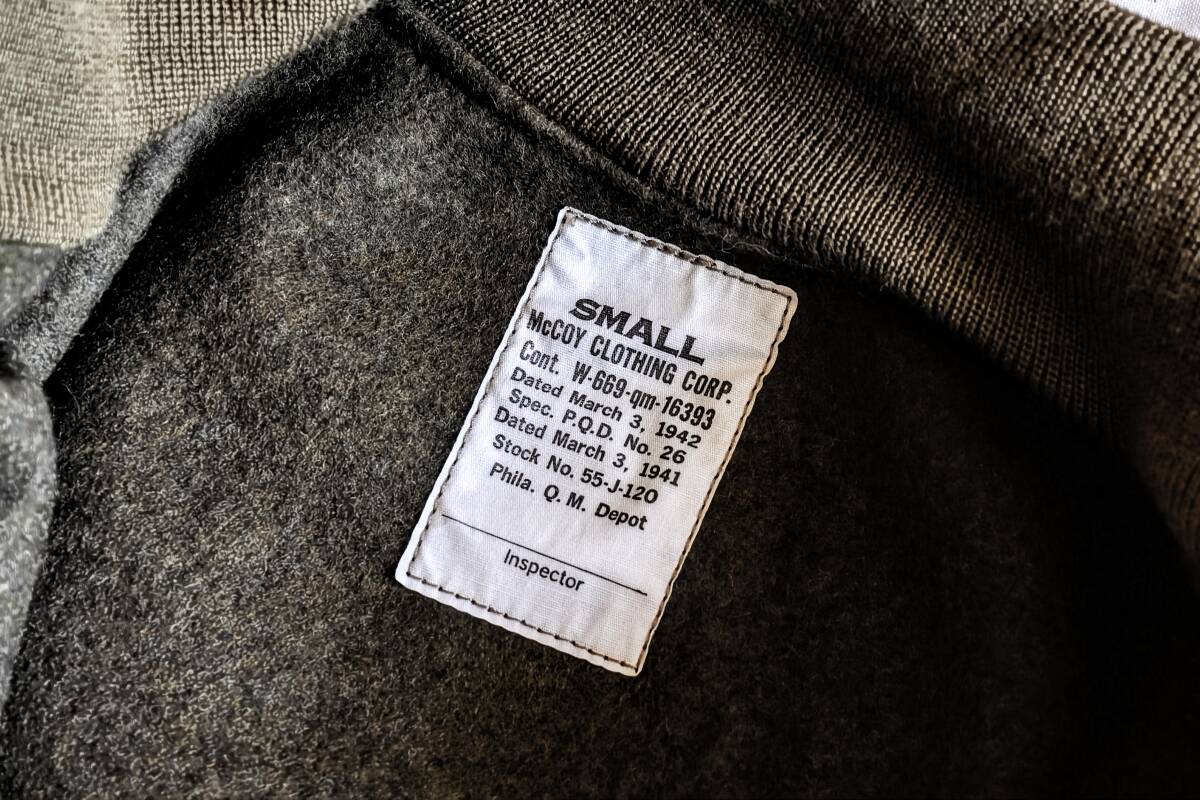 SMALL
McCOY CLOTHING CORP.
Cont. W-669-qm-16393
Dated March 3, 1942
Spec. P.Q.D. No. 26
Dated March 3, 1941
Stock No. 55-J-120
Phila. Q. M. Depot
Inspector